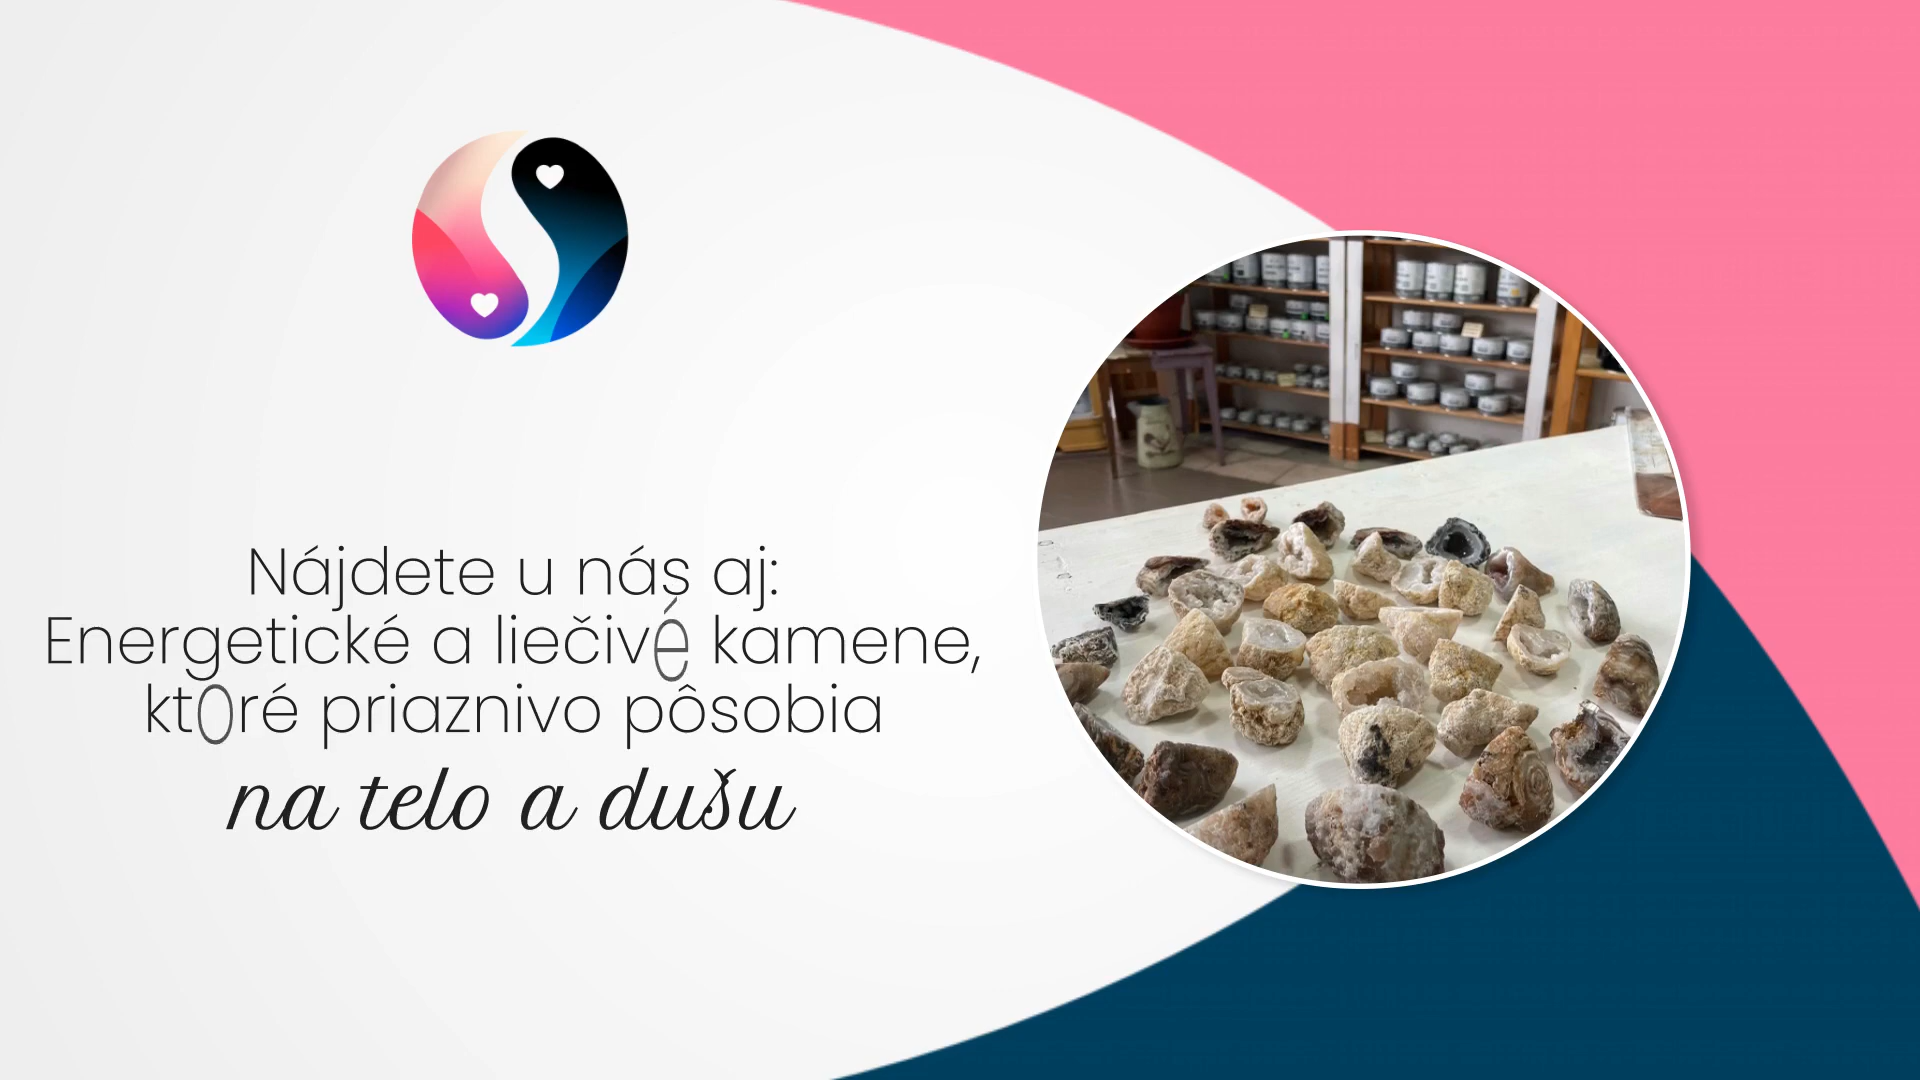 Nájdete u nás aj:
Energetické a liečivé kamene,
ktoré priaznivo pôsobia
na telo a dušu